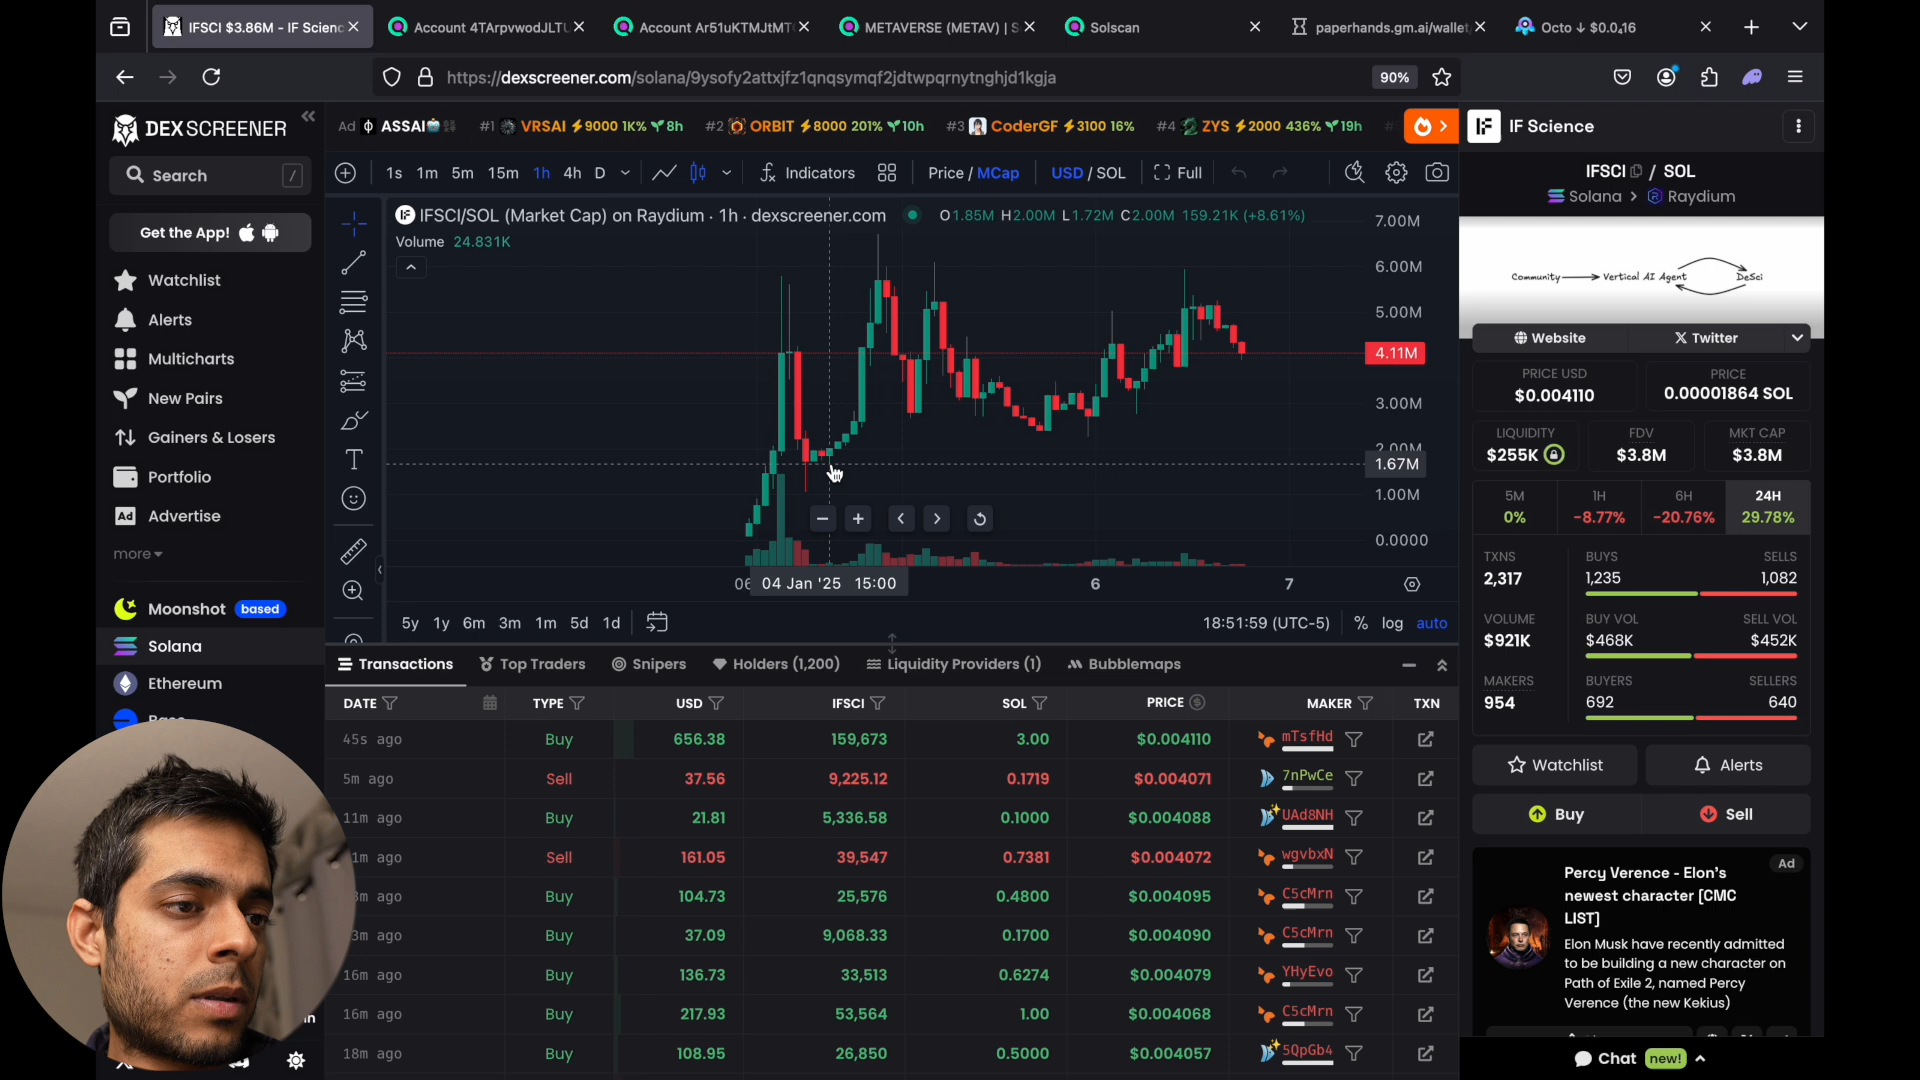 IFSCI $3.86M - IF Scienc
Account 4TArpvwodJLTU
Account Ar51uKTMJtMT
METAVERSE (METAV) | S
Solscan
paperhands.gm.ai/wallet
Octo ↓ $0.0₄16
https://dexscreener.com/solana/9ysofy2attxjfz1qnqsymqf2jdtwpqrnytnghjd1kgja
90%
DEXSCREENER
Search /
Get the App!
Watchlist
Alerts
Multicharts
New Pairs
Gainers & Losers
Portfolio
Ad Advertise
more
Moonshot based
Solana
Ethereum
Ad ASSAI
#1 VRSAI ⚡9000 1K% 8h
#2 ORBIT ⚡8000 201% 10h
#3 CoderGF ⚡3100 16%
#4 ZYS ⚡2000 436% 19h
1s 1m 5m 15m 1h 4h D
Indicators
Price / MCap
USD / SOL
Full
IFSCI/SOL (Market Cap) on Raydium · 1h · dexscreener.com
O1.85M H2.00M L1.72M C2.00M 159.21K (+8.61%)
Volume 24.831K
7.00M
6.00M
5.00M
4.11M
3.00M
2.00M
1.67M
1.00M
0.0000
04 Jan '25 15:00
6
7
5y 1y 6m 3m 1m 5d 1d
18:51:59 (UTC-5)
% log auto
Transactions
Top Traders
Snipers
Holders (1,200)
Liquidity Providers (1)
Bubblemaps
DATE TYPE USD IFSCI SOL PRICE MAKER TXN
45s ago Buy 656.38 159,673 3.00 $0.004110 mTsfHd
5m ago Sell 37.56 9,225.12 0.1719 $0.004071 7nPwCe
11m ago Buy 21.81 5,336.58 0.1000 $0.004088 UAd8NH
1m ago Sell 161.05 39,547 0.7381 $0.004072 wgvbxN
m ago Buy 104.73 25,576 0.4800 $0.004095 C5cMrn
3m ago Buy 37.09 9,068.33 0.1700 $0.004090 C5cMrn
16m ago Buy 136.73 33,513 0.6274 $0.004079 YHyEvo
16m ago Buy 217.93 53,564 1.00 $0.004068 C5cMrn
18m ago Buy 108.95 26,850 0.5000 $0.004057 5QpGb4
IF Science
IFSCI / SOL
Solana > Raydium
Community
Vertical AI Agent
DeSci
Website
Twitter
PRICE USD
$0.004110
PRICE
0.00001864 SOL
LIQUIDITY
$255K
FDV
$3.8M
MKT CAP
$3.8M
5M
0%
1H
-8.77%
6H
-20.76%
24H
29.78%
TXNS
2,317
BUYS
1,235
SELLS
1,082
VOLUME
$921K
BUY VOL
$468K
SELL VOL
$452K
MAKERS
954
BUYERS
692
SELLERS
640
Watchlist
Alerts
Buy
Sell
Ad
Percy Verence - Elon's
newest character [CMC
LIST]
Elon Musk have recently admitted
to be building a new character on
Path of Exile 2, named Percy
Verence (the new Kekius)
Chat new!